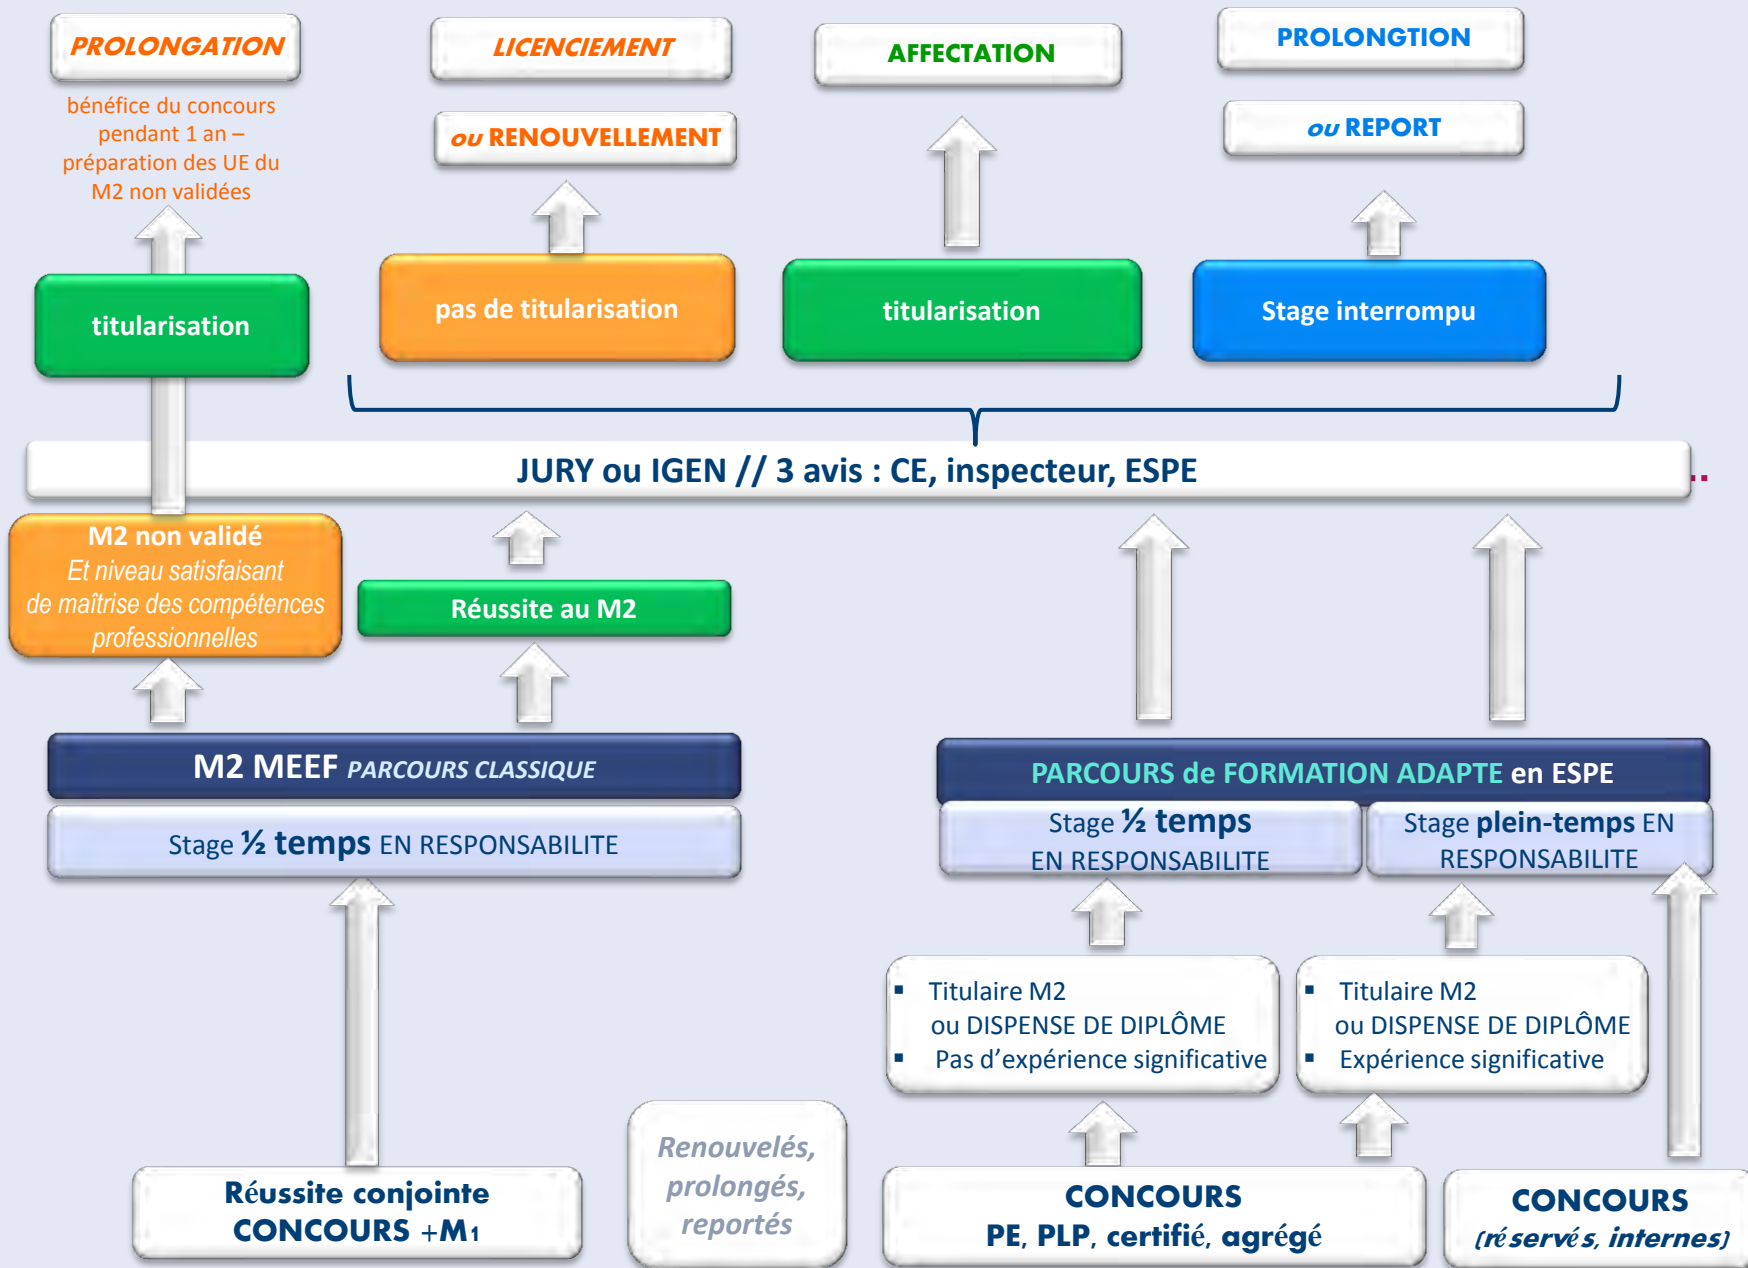 PROLONGATION
bénéfice du concours
pendant 1 an –
préparation des UE du
M2 non validées
LICENCIEMENT
ou RENOUVELLEMENT
AFFECTATION
PROLONGTION
ou REPORT
titularisation
pas de titularisation
titularisation
Stage interrompu
JURY ou IGEN // 3 avis : CE, inspecteur, ESPE
..
M2 non validé
Et niveau satisfaisant
de maîtrise des compétences
professionnelles
Réussite au M2
M2 MEEF PARCOURS CLASSIQUE
Stage ½ temps EN RESPONSABILITE
PARCOURS de FORMATION ADAPTE en ESPE
Stage ½ temps
EN RESPONSABILITE
Stage plein-temps EN
RESPONSABILITE
▪ Titulaire M2
ou DISPENSE DE DIPLÔME
▪ Pas d’expérience significative
▪ Titulaire M2
ou DISPENSE DE DIPLÔME
▪ Expérience significative
Réussite conjointe
CONCOURS +M1
Renouvelés,
prolongés,
reportés
CONCOURS
PE, PLP, certifié, agrégé
CONCOURS
(réservés, internes)